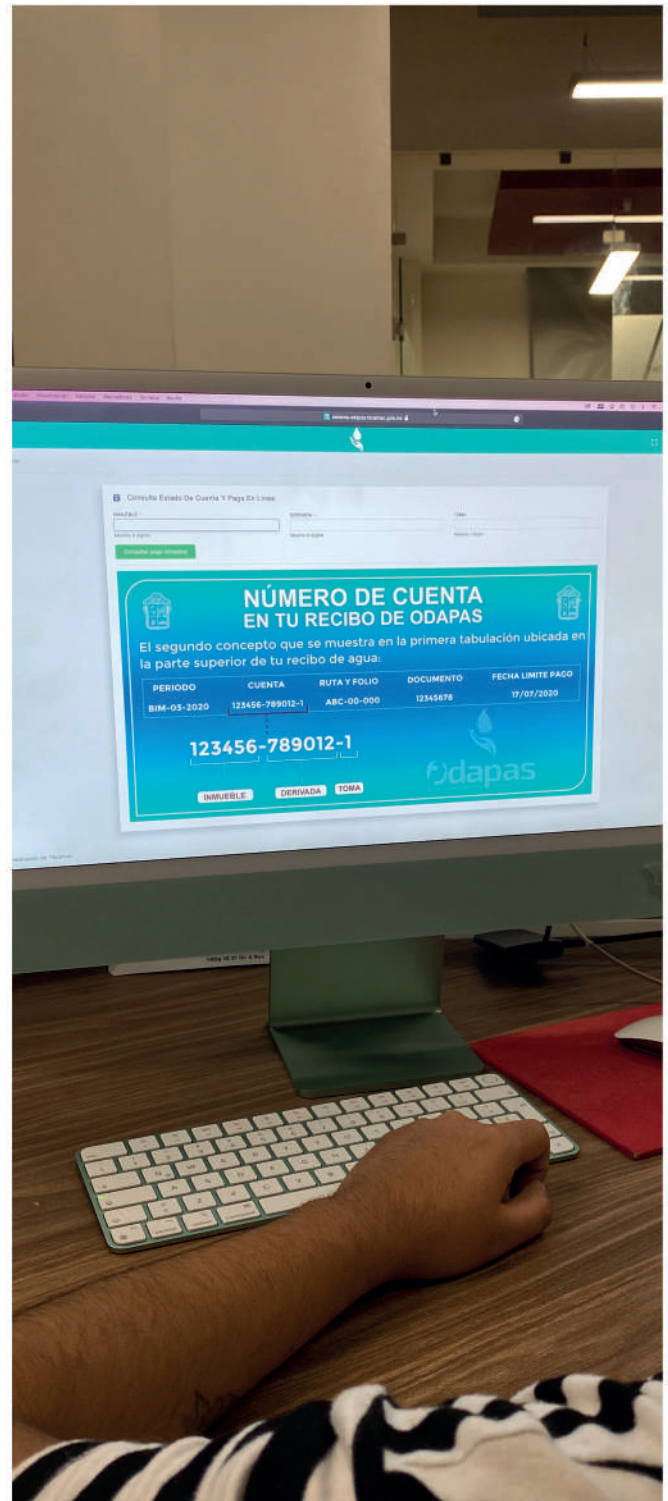 Consulta Estado De Cuenta Y Paga En Línea
INMUEBLE
DERIVADA
TOMA
Consultar pago bimestral
NÚMERO DE CUENTA
EN TU RECIBO DE ODAPAS
El segundo concepto que se muestra en la primera tabulación ubicada en
la parte superior de tu recibo de agua:
PERIODO CUENTA RUTA Y FOLIO DOCUMENTO FECHA LIMITE PAGO
BIM-03-2020 123456-789012-1 ABC-00-000 12345678 17/07/2020
123456-789012-1
INMUEBLE DERIVADA TOMA
Odapas